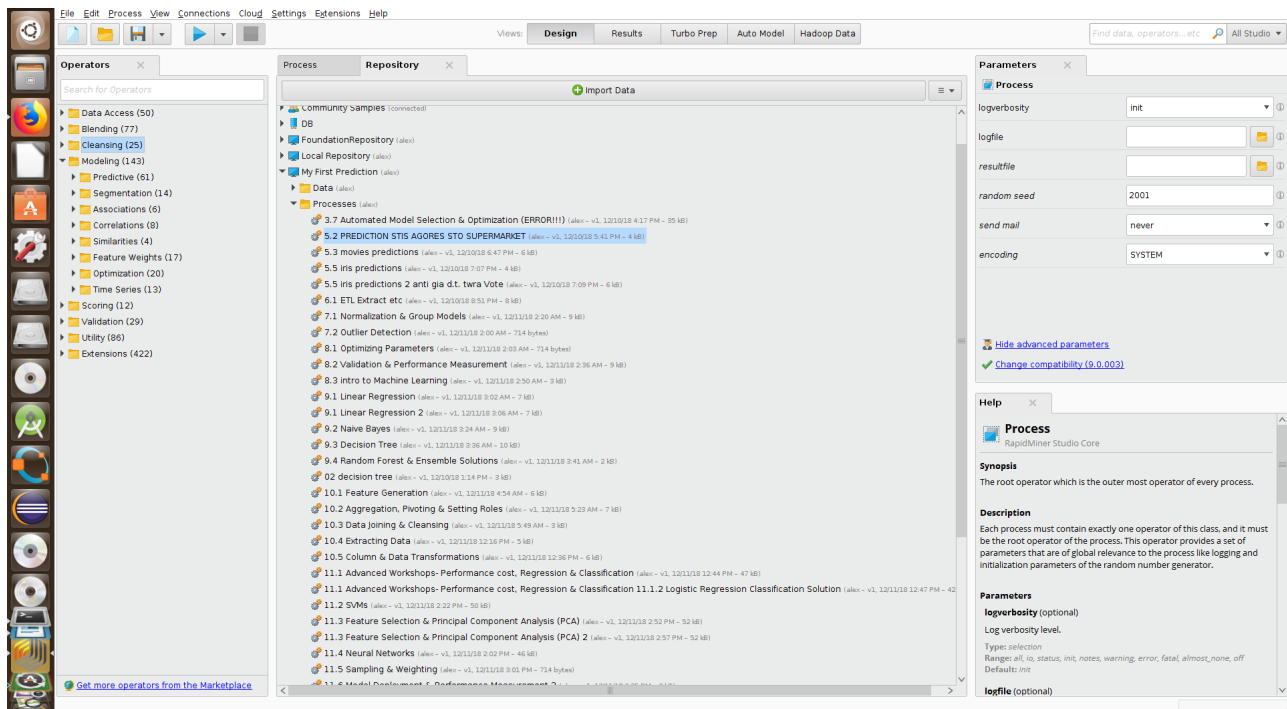 File Edit Process View Connections Cloud Settings Extensions Help
Views: Design Results Turbo Prep Auto Model Hadoop Data
Find data, operators...etc All Studio
Operators
Search for Operators
Data Access (50)
Blending (77)
Cleansing (25)
Modeling (143)
Predictive (61)
Segmentation (14)
Associations (6)
Correlations (8)
Similarities (4)
Feature Weights (17)
Optimization (20)
Time Series (13)
Scoring (12)
Validation (29)
Utility (86)
Extensions (422)
Get more operators from the Marketplace
Process Repository
Import Data
Community Samples (connected)
DB
FoundationRepository (alex)
Local Repository (alex)
My First Prediction (alex)
Data (alex)
Processes (alex)
3.7 Automated Model Selection & Optimization (ERROR!!!) (alex – v1, 12/10/18 4:17 PM – 35 kB)
5.2 PREDICTION STIS AGORES STO SUPERMARKET (alex – v1, 12/10/18 5:41 PM – 4 kB)
5.3 movies predictions (alex – v1, 12/10/18 6:47 PM – 6 kB)
5.5 iris predictions (alex – v1, 12/10/18 7:07 PM – 4 kB)
5.5 iris predictions 2 anti gia d.t. twra Vote (alex – v1, 12/10/18 7:09 PM – 6 kB)
6.1 ETL Extract etc (alex – v1, 12/10/18 8:51 PM – 8 kB)
7.1 Normalization & Group Models (alex – v1, 12/11/18 2:20 AM – 9 kB)
7.2 Outlier Detection (alex – v1, 12/11/18 2:00 AM – 714 bytes)
8.1 Optimizing Parameters (alex – v1, 12/11/18 2:03 AM – 714 bytes)
8.2 Validation & Performance Measurement (alex – v1, 12/11/18 2:36 AM – 9 kB)
8.3 intro to Machine Learning (alex – v1, 12/11/18 2:50 AM – 3 kB)
9.1 Linear Regression (alex – v1, 12/11/18 3:02 AM – 7 kB)
9.1 Linear Regression 2 (alex – v1, 12/11/18 3:06 AM – 7 kB)
9.2 Naive Bayes (alex – v1, 12/11/18 3:24 AM – 9 kB)
9.3 Decision Tree (alex – v1, 12/11/18 3:36 AM – 10 kB)
9.4 Random Forest & Ensemble Solutions (alex – v1, 12/11/18 3:41 AM – 2 kB)
02 decision tree (alex – v1, 12/10/18 1:14 PM – 3 kB)
10.1 Feature Generation (alex – v1, 12/11/18 4:54 AM – 6 kB)
10.2 Aggregation, Pivoting & Setting Roles (alex – v1, 12/11/18 5:23 AM – 7 kB)
10.3 Data Joining & Cleansing (alex – v1, 12/11/18 5:49 AM – 3 kB)
10.4 Extracting Data (alex – v1, 12/11/18 12:16 PM – 5 kB)
10.5 Column & Data Transformations (alex – v1, 12/11/18 12:36 PM – 6 kB)
11.1 Advanced Workshops- Performance cost, Regression & Classification (alex – v1, 12/11/18 12:44 PM – 47 kB)
11.1 Advanced Workshops- Performance cost, Regression & Classification 11.1.2 Logistic Regression Classification Solution (alex – v1, 12/11/18 12:47 PM – 42
11.2 SVMs (alex – v1, 12/11/18 2:22 PM – 50 kB)
11.3 Feature Selection & Principal Component Analysis (PCA) (alex – v1, 12/11/18 2:52 PM – 52 kB)
11.3 Feature Selection & Principal Component Analysis (PCA) 2 (alex – v1, 12/11/18 2:57 PM – 52 kB)
11.4 Neural Networks (alex – v1, 12/11/18 2:02 PM – 46 kB)
11.5 Sampling & Weighting (alex – v1, 12/11/18 3:01 PM – 714 bytes)
11.6 Model Deployment & Performance Measurement 2
Parameters
Process
logverbosity init
logfile
resultfile
random seed 2001
send mail never
encoding SYSTEM
Hide advanced parameters
Change compatibility (9.0.003)
Help
Process
RapidMiner Studio Core
Synopsis
The root operator which is the outer most operator of every process.
Description
Each process must contain exactly one operator of this class, and it must
be the root operator of the process. This operator provides a set of
parameters that are of global relevance to the process like logging and
initialization parameters of the random number generator.
Parameters
logverbosity (optional)
Log verbosity level.
Type: selection
Range: all, io, status, init, notes, warning, error, fatal, almost_none, off
Default: init
logfile (optional)